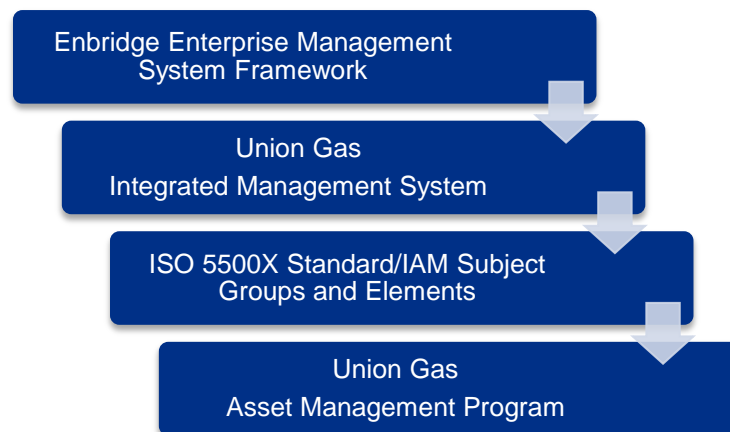 Enbridge Enterprise Management
System Framework
Union Gas
Integrated Management System
ISO 5500X Standard/IAM Subject
Groups and Elements
Union Gas
Asset Management Program